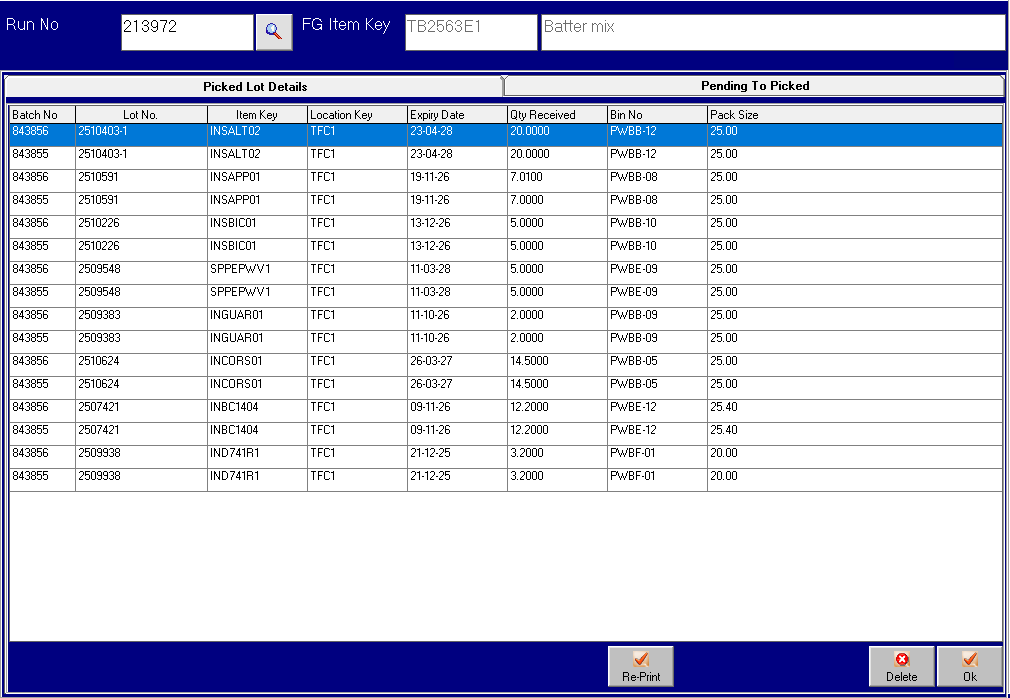 Run No 213972 FG Item Key TB2563E1 Batter mix
Picked Lot Details Pending To Picked
Batch No Lot No. Item Key Location Key Expiry Date Qty Received Bin No Pack Size
843856 2510403-1 INSALT02 TFC1 23-04-28 20.0000 PWBB-12 25.00
843855 2510403-1 INSALT02 TFC1 23-04-28 20.0000 PWBB-12 25.00
843856 2510591 INSAPP01 TFC1 19-11-26 7.0100 PWBB-08 25.00
843855 2510591 INSAPP01 TFC1 19-11-26 7.0000 PWBB-08 25.00
843856 2510226 INSBIC01 TFC1 13-12-26 5.0000 PWBB-10 25.00
843855 2510226 INSBIC01 TFC1 13-12-26 5.0000 PWBB-10 25.00
843856 2509548 SPPEPWV1 TFC1 11-03-28 5.0000 PWBE-09 25.00
843855 2509548 SPPEPWV1 TFC1 11-03-28 5.0000 PWBE-09 25.00
843856 2509383 INGUAR01 TFC1 11-10-26 2.0000 PWBB-09 25.00
843855 2509383 INGUAR01 TFC1 11-10-26 2.0000 PWBB-09 25.00
843856 2510624 INCORS01 TFC1 26-03-27 14.5000 PWBB-05 25.00
843855 2510624 INCORS01 TFC1 26-03-27 14.5000 PWBB-05 25.00
843856 2507421 INBC1404 TFC1 09-11-26 12.2000 PWBE-12 25.40
843855 2507421 INBC1404 TFC1 09-11-26 12.2000 PWBE-12 25.40
843856 2509938 IND741R1 TFC1 21-12-25 3.2000 PWBF-01 20.00
843855 2509938 IND741R1 TFC1 21-12-25 3.2000 PWBF-01 20.00
Re-Print Delete Ok